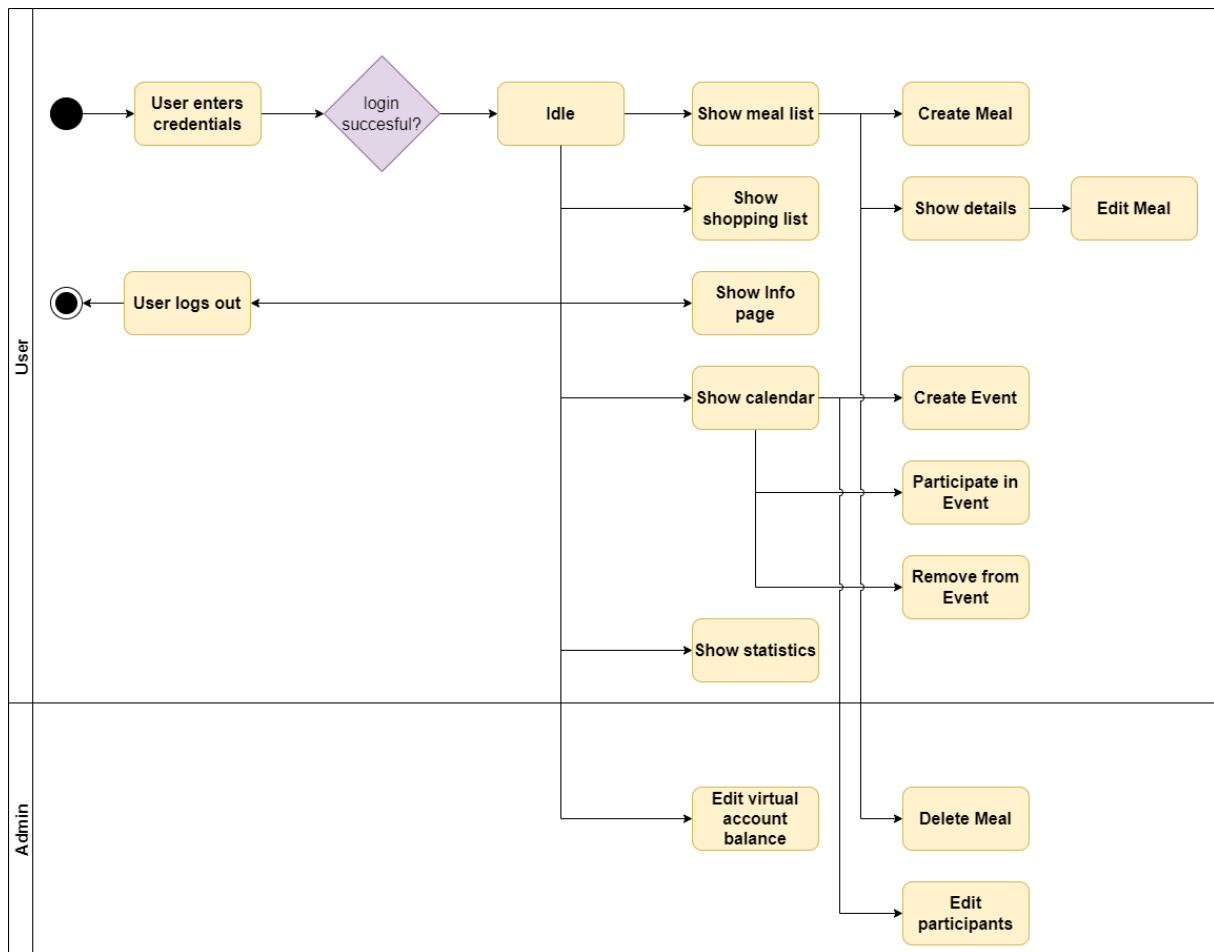 User
User enters
credentials
login
succesful?
Idle
Show meal list
Create Meal
Show
shopping list
Show details
Edit Meal
User logs out
Show Info
page
Show calendar
Create Event
Participate in
Event
Remove from
Event
Show statistics
Admin
Edit virtual
account
balance
Delete Meal
Edit
participants